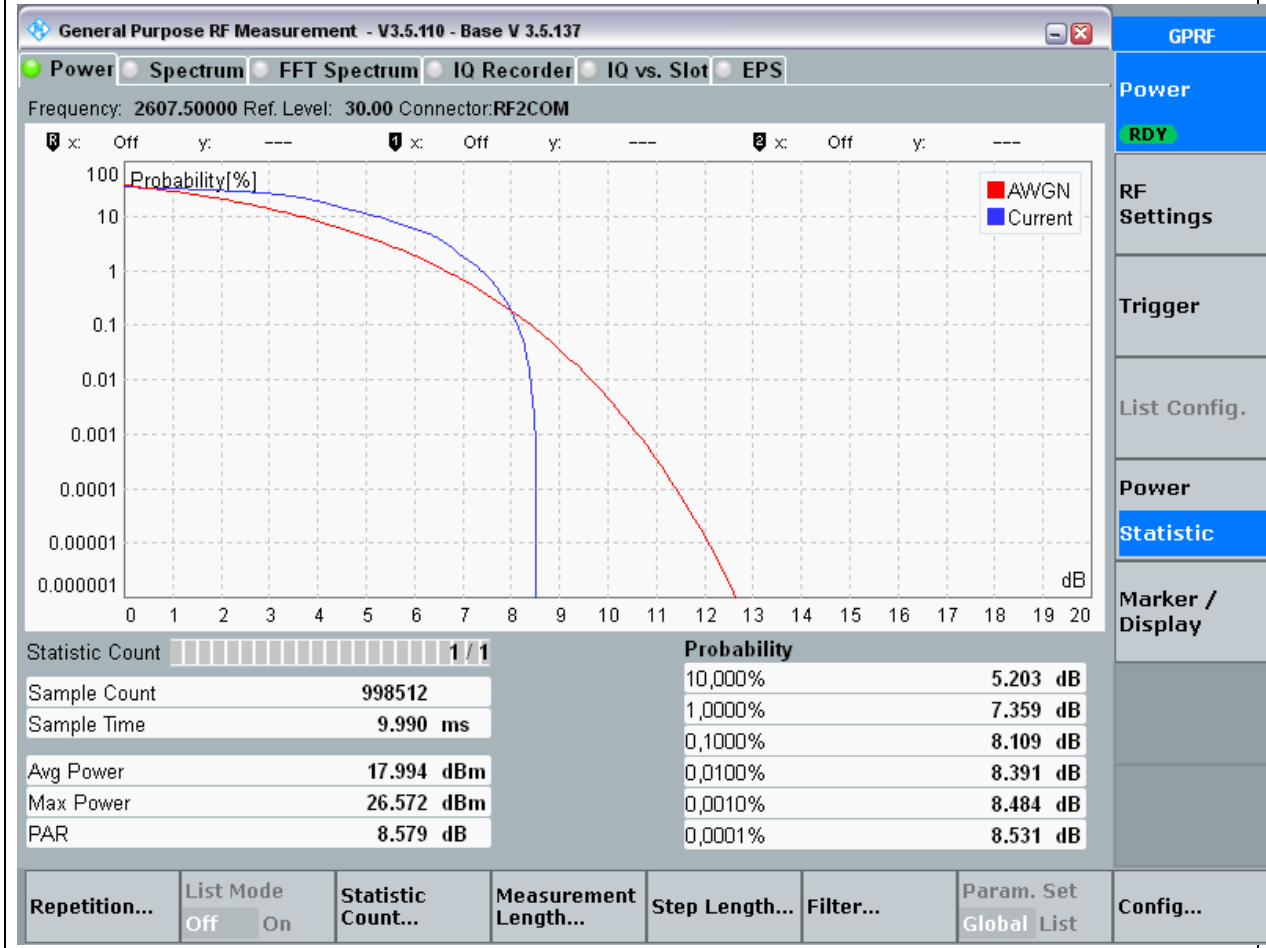 General Purpose RF Measurement - V3.5.110 - Base V 3.5.137
GPRF
Power Spectrum FFT Spectrum IQ Recorder IQ vs. Slot EPS
Frequency: 2607.50000 Ref. Level: 30.00 Connector:RF2COM
R x: Off y: --- 1 x: Off y: --- 2 x: Off y: ---
Probability[%]
AWGN
Current
100
10
1
0.1
0.01
0.001
0.0001
0.00001
0.000001
dB
0 1 2 3 4 5 6 7 8 9 10 11 12 13 14 15 16 17 18 19 20
Statistic Count 1 / 1
Sample Count 998512
Sample Time 9.990 ms
Avg Power 17.994 dBm
Max Power 26.572 dBm
PAR 8.579 dB
Probability
10,000% 5.203 dB
1,0000% 7.359 dB
0,1000% 8.109 dB
0,0100% 8.391 dB
0,0010% 8.484 dB
0,0001% 8.531 dB
Power
RDY
RF
Settings
Trigger
List Config.
Power
Statistic
Marker /
Display
Repetition...
List Mode
Off On
Statistic
Count...
Measurement
Length...
Step Length...
Filter...
Param. Set
Global List
Config...